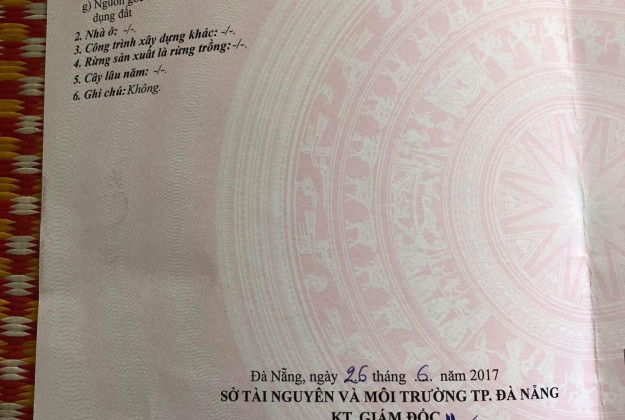 g) Nguồn gốc
dụng đất
2. Nhà ở: -/-.
3. Công trình xây dựng khác: -/-.
4. Rừng sản xuất là rừng trồng: -/-.
5. Cây lâu năm: -/-.
6. Ghi chú: Không.
Đà Nẵng, ngày 26 tháng .6. năm 2017
SỞ TÀI NGUYÊN VÀ MÔI TRƯỜNG TP. ĐÀ NẴNG
KT. GIÁM ĐỐC